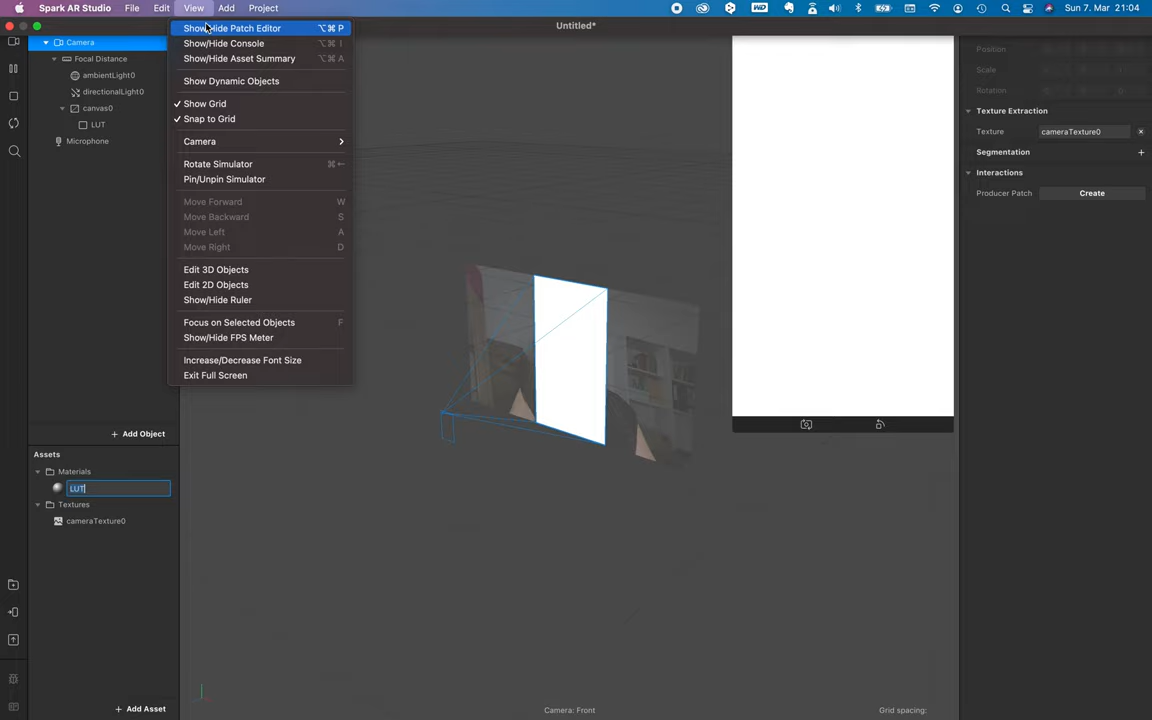 Spark AR Studio File Edit View Add Project Sun 7. Mar 21:04
Untitled*
Camera
Focal Distance
ambientLight0
directionalLight0
canvas0
LUT
Microphone
Show/Hide Patch Editor ⌥⌘ P
Show/Hide Console ⌥⌘ I
Show/Hide Asset Summary ⌥⌘ A
Show Dynamic Objects
✓ Show Grid
✓ Snap to Grid
Camera
Rotate Simulator ⌘←
Pin/Unpin Simulator
Move Forward W
Move Backward S
Move Left A
Move Right D
Edit 3D Objects
Edit 2D Objects
Show/Hide Ruler
Focus on Selected Objects F
Show/Hide FPS Meter
Increase/Decrease Font Size
Exit Full Screen
+ Add Object
Assets
Materials
LUT
Textures
cameraTexture0
+ Add Asset
Camera: Front
Grid spacing:
Position
Scale
Rotation
Texture Extraction
Texture cameraTexture0
Segmentation +
Interactions
Producer Patch Create